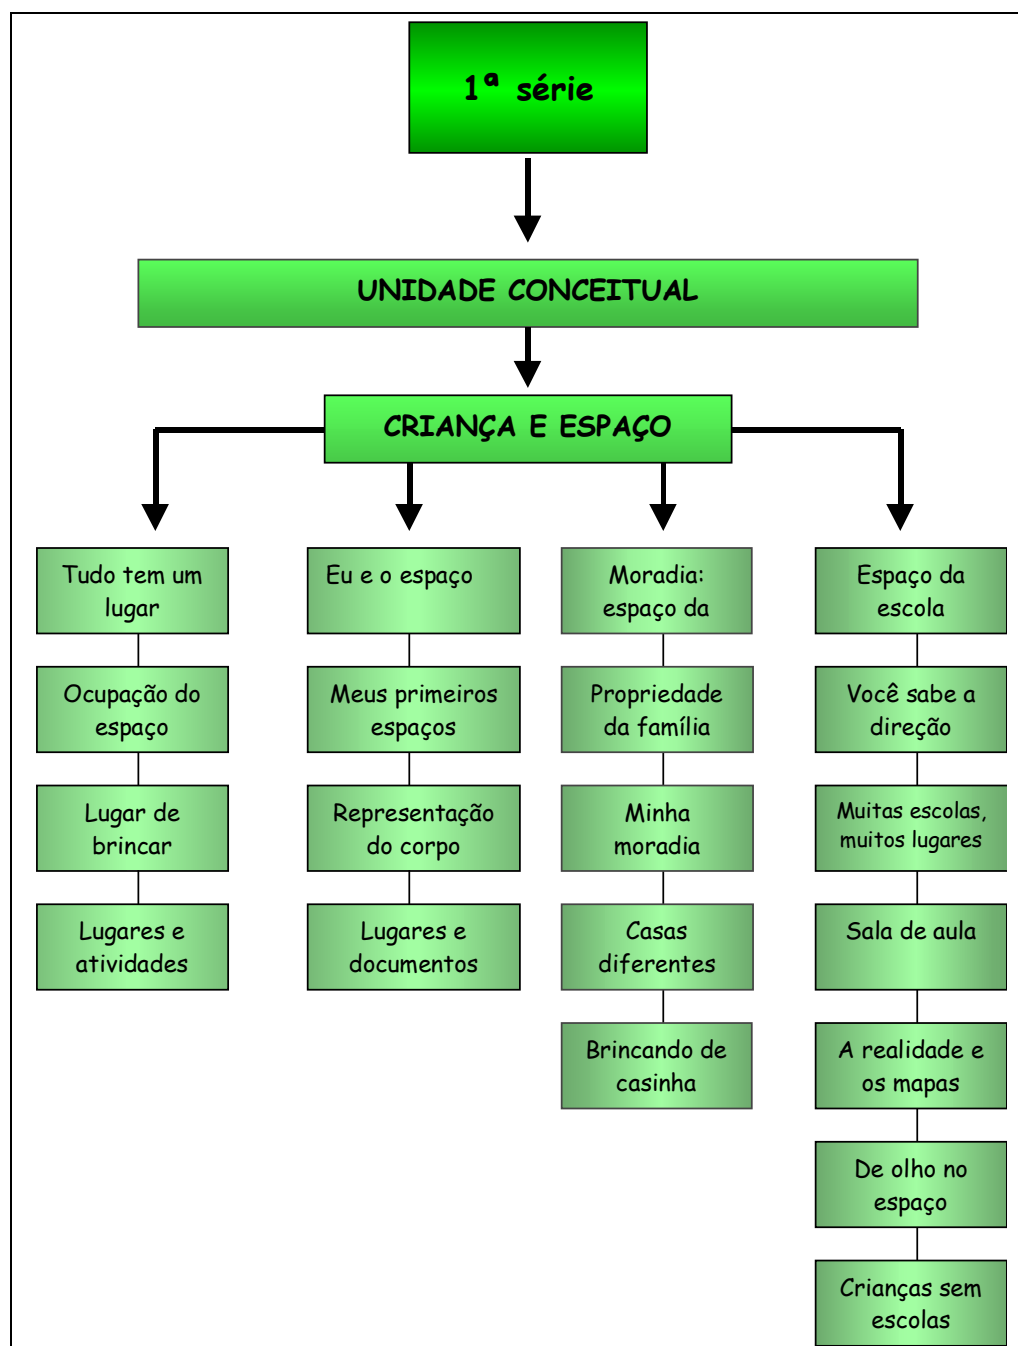 1ª série
UNIDADE CONCEITUAL
CRIANÇA E ESPAÇO
Tudo tem um
lugar
Ocupação do
espaço
Lugar de
brincar
Lugares e
atividades
Eu e o espaço
Meus primeiros
espaços
Representação
do corpo
Lugares e
documentos
Moradia:
espaço da
Propriedade
da família
Minha
moradia
Casas
diferentes
Brincando de
casinha
Espaço da
escola
Você sabe a
direção
Muitas escolas,
muitos lugares
Sala de aula
A realidade e
os mapas
De olho no
espaço
Crianças sem
escolas